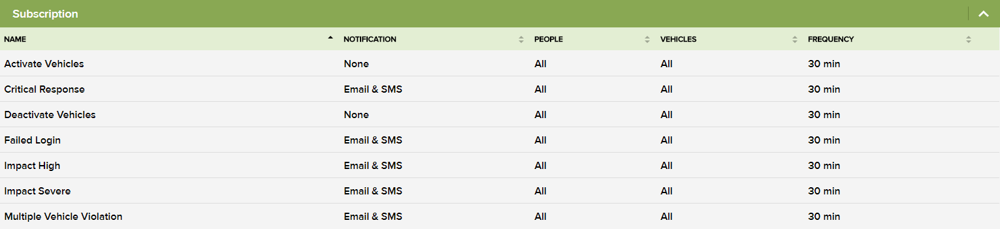 Subscription
NAME NOTIFICATION PEOPLE VEHICLES FREQUENCY
Activate Vehicles None All All 30 min
Critical Response Email & SMS All All 30 min
Deactivate Vehicles None All All 30 min
Failed Login Email & SMS All All 30 min
Impact High Email & SMS All All 30 min
Impact Severe Email & SMS All All 30 min
Multiple Vehicle Violation Email & SMS All All 30 min